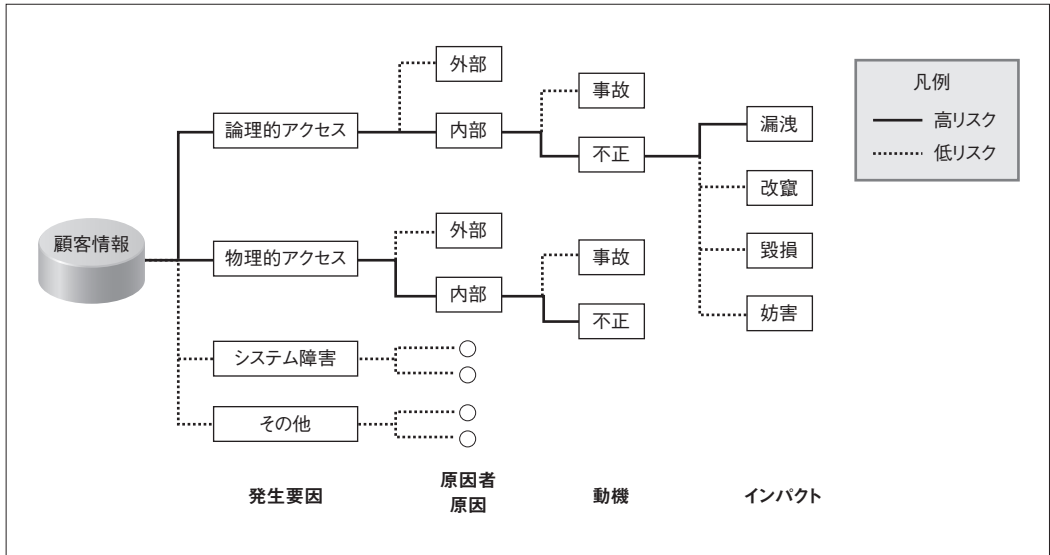 外部
事故
凡例
論理的アクセス
内部
漏洩
高リスク
不正
低リスク
改竄
外部
顧客情報
毀損
物理的アクセス
事故
内部
妨害
不正
システム障害
その他
発生要因
原因者
原因
動機
インパクト